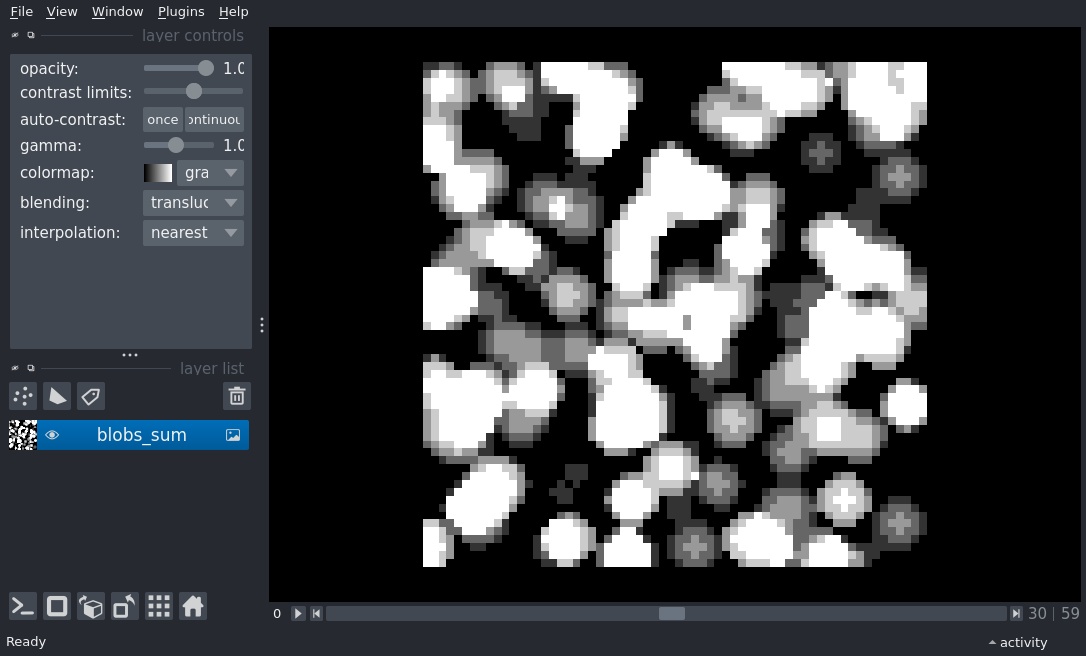 File View Window Plugins Help
layer controls
opacity: 1.0
contrast limits:
auto-contrast: once ontinuou
gamma: 1.0
colormap: gra
blending: transluc
interpolation: nearest
layer list
blobs_sum
0 30 | 59
Ready activity